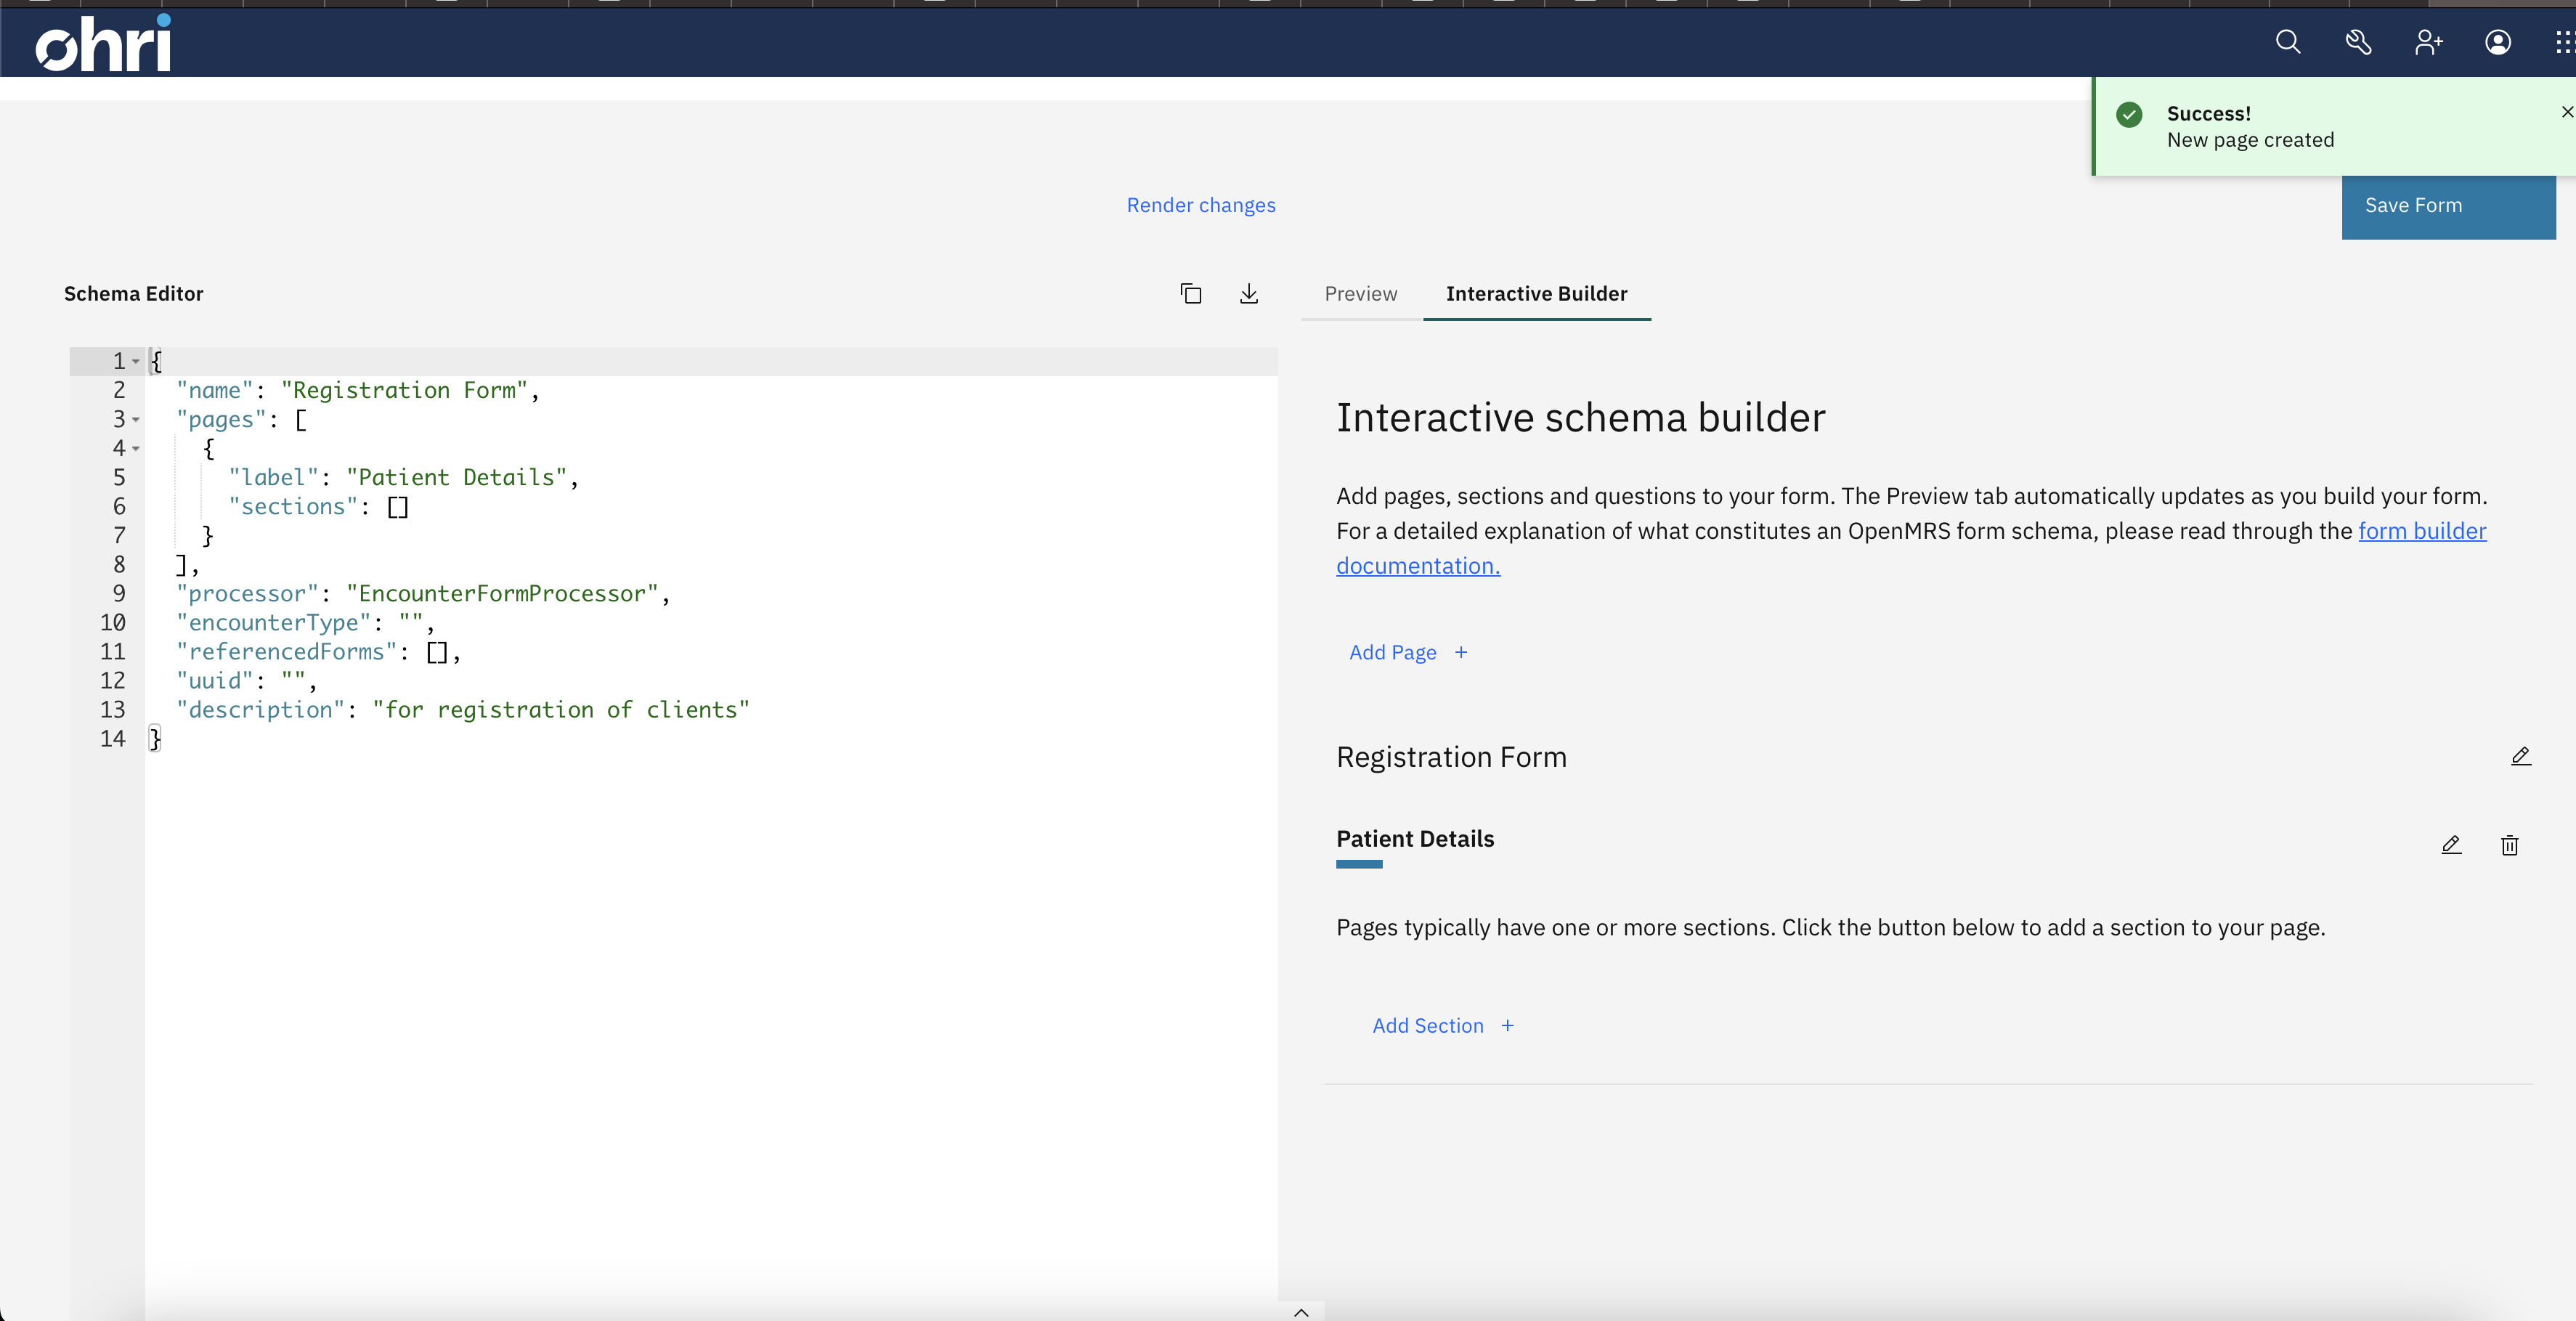 ohri
Success!
New page created
Render changes
Save Form
Schema Editor
Preview
Interactive Builder
1 {
2 "name": "Registration Form",
3 "pages": [
4 {
5 "label": "Patient Details",
6 "sections": []
7 }
8 ],
9 "processor": "EncounterFormProcessor",
10 "encounterType": "",
11 "referencedForms": [],
12 "uuid": "",
13 "description": "for registration of clients"
14 }
Interactive schema builder
Add pages, sections and questions to your form. The Preview tab automatically updates as you build your form.
For a detailed explanation of what constitutes an OpenMRS form schema, please read through the form builder
documentation.
Add Page +
Registration Form
Patient Details
Pages typically have one or more sections. Click the button below to add a section to your page.
Add Section +